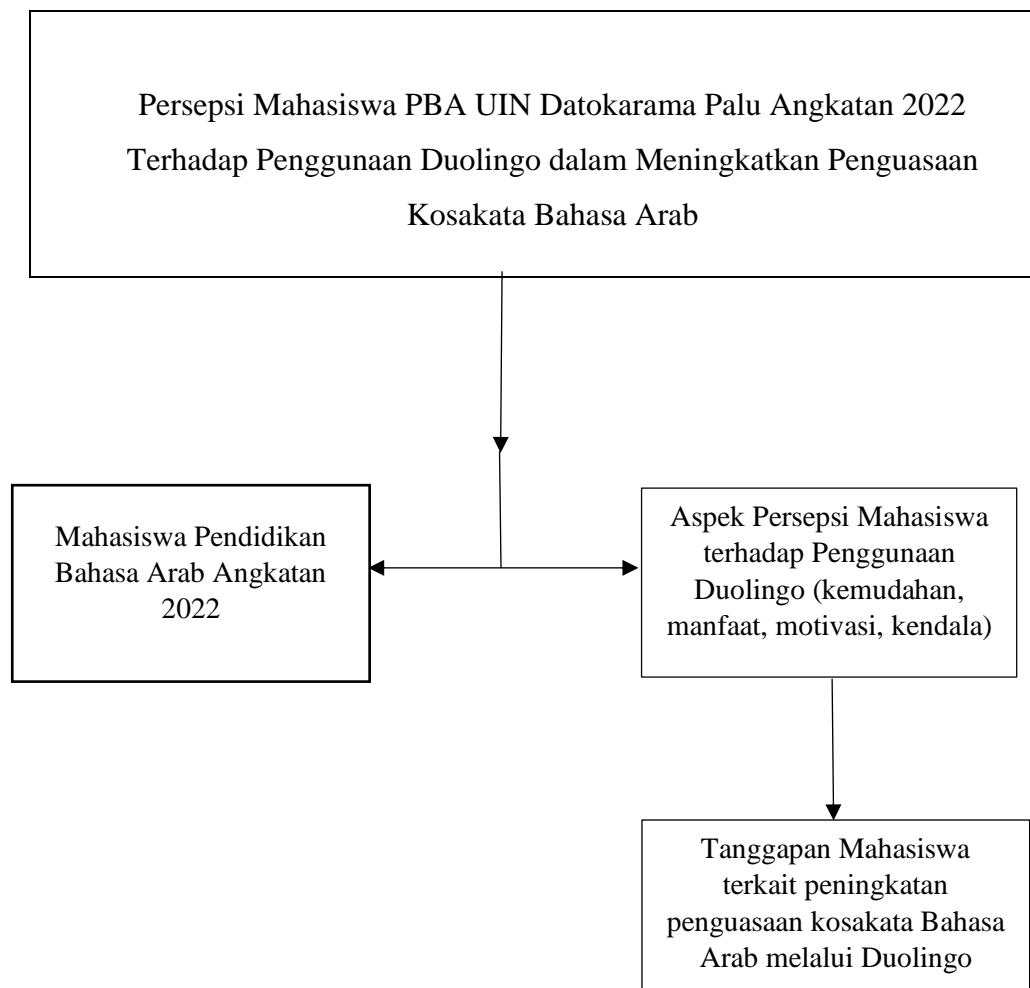 Persepsi Mahasiswa PBA UIN Datokarama Palu Angkatan 2022
Terhadap Penggunaan Duolingo dalam Meningkatkan Penguasaan
Kosakata Bahasa Arab
Mahasiswa Pendidikan
Bahasa Arab Angkatan
2022
Aspek Persepsi Mahasiswa
terhadap Penggunaan
Duolingo (kemudahan,
manfaat, motivasi, kendala)
Tanggapan Mahasiswa
terkait peningkatan
penguasaan kosakata Bahasa
Arab melalui Duolingo